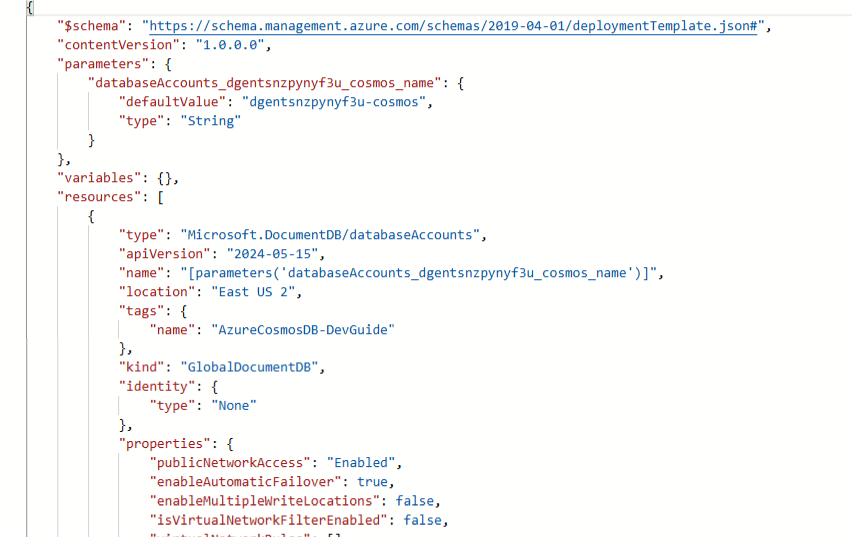 {
"$schema": "https://schema.management.azure.com/schemas/2019-04-01/deploymentTemplate.json#",
"contentVersion": "1.0.0.0",
"parameters": {
"databaseAccounts_dgentsnzpynyf3u_cosmos_name": {
"defaultValue": "dgentsnzpynyf3u-cosmos",
"type": "String"
}
},
"variables": {},
"resources": [
{
"type": "Microsoft.DocumentDB/databaseAccounts",
"apiVersion": "2024-05-15",
"name": "[parameters('databaseAccounts_dgentsnzpynyf3u_cosmos_name')]",
"location": "East US 2",
"tags": {
"name": "AzureCosmosDB-DevGuide"
},
"kind": "GlobalDocumentDB",
"identity": {
"type": "None"
},
"properties": {
"publicNetworkAccess": "Enabled",
"enableAutomaticFailover": true,
"enableMultipleWriteLocations": false,
"isVirtualNetworkFilterEnabled": false,